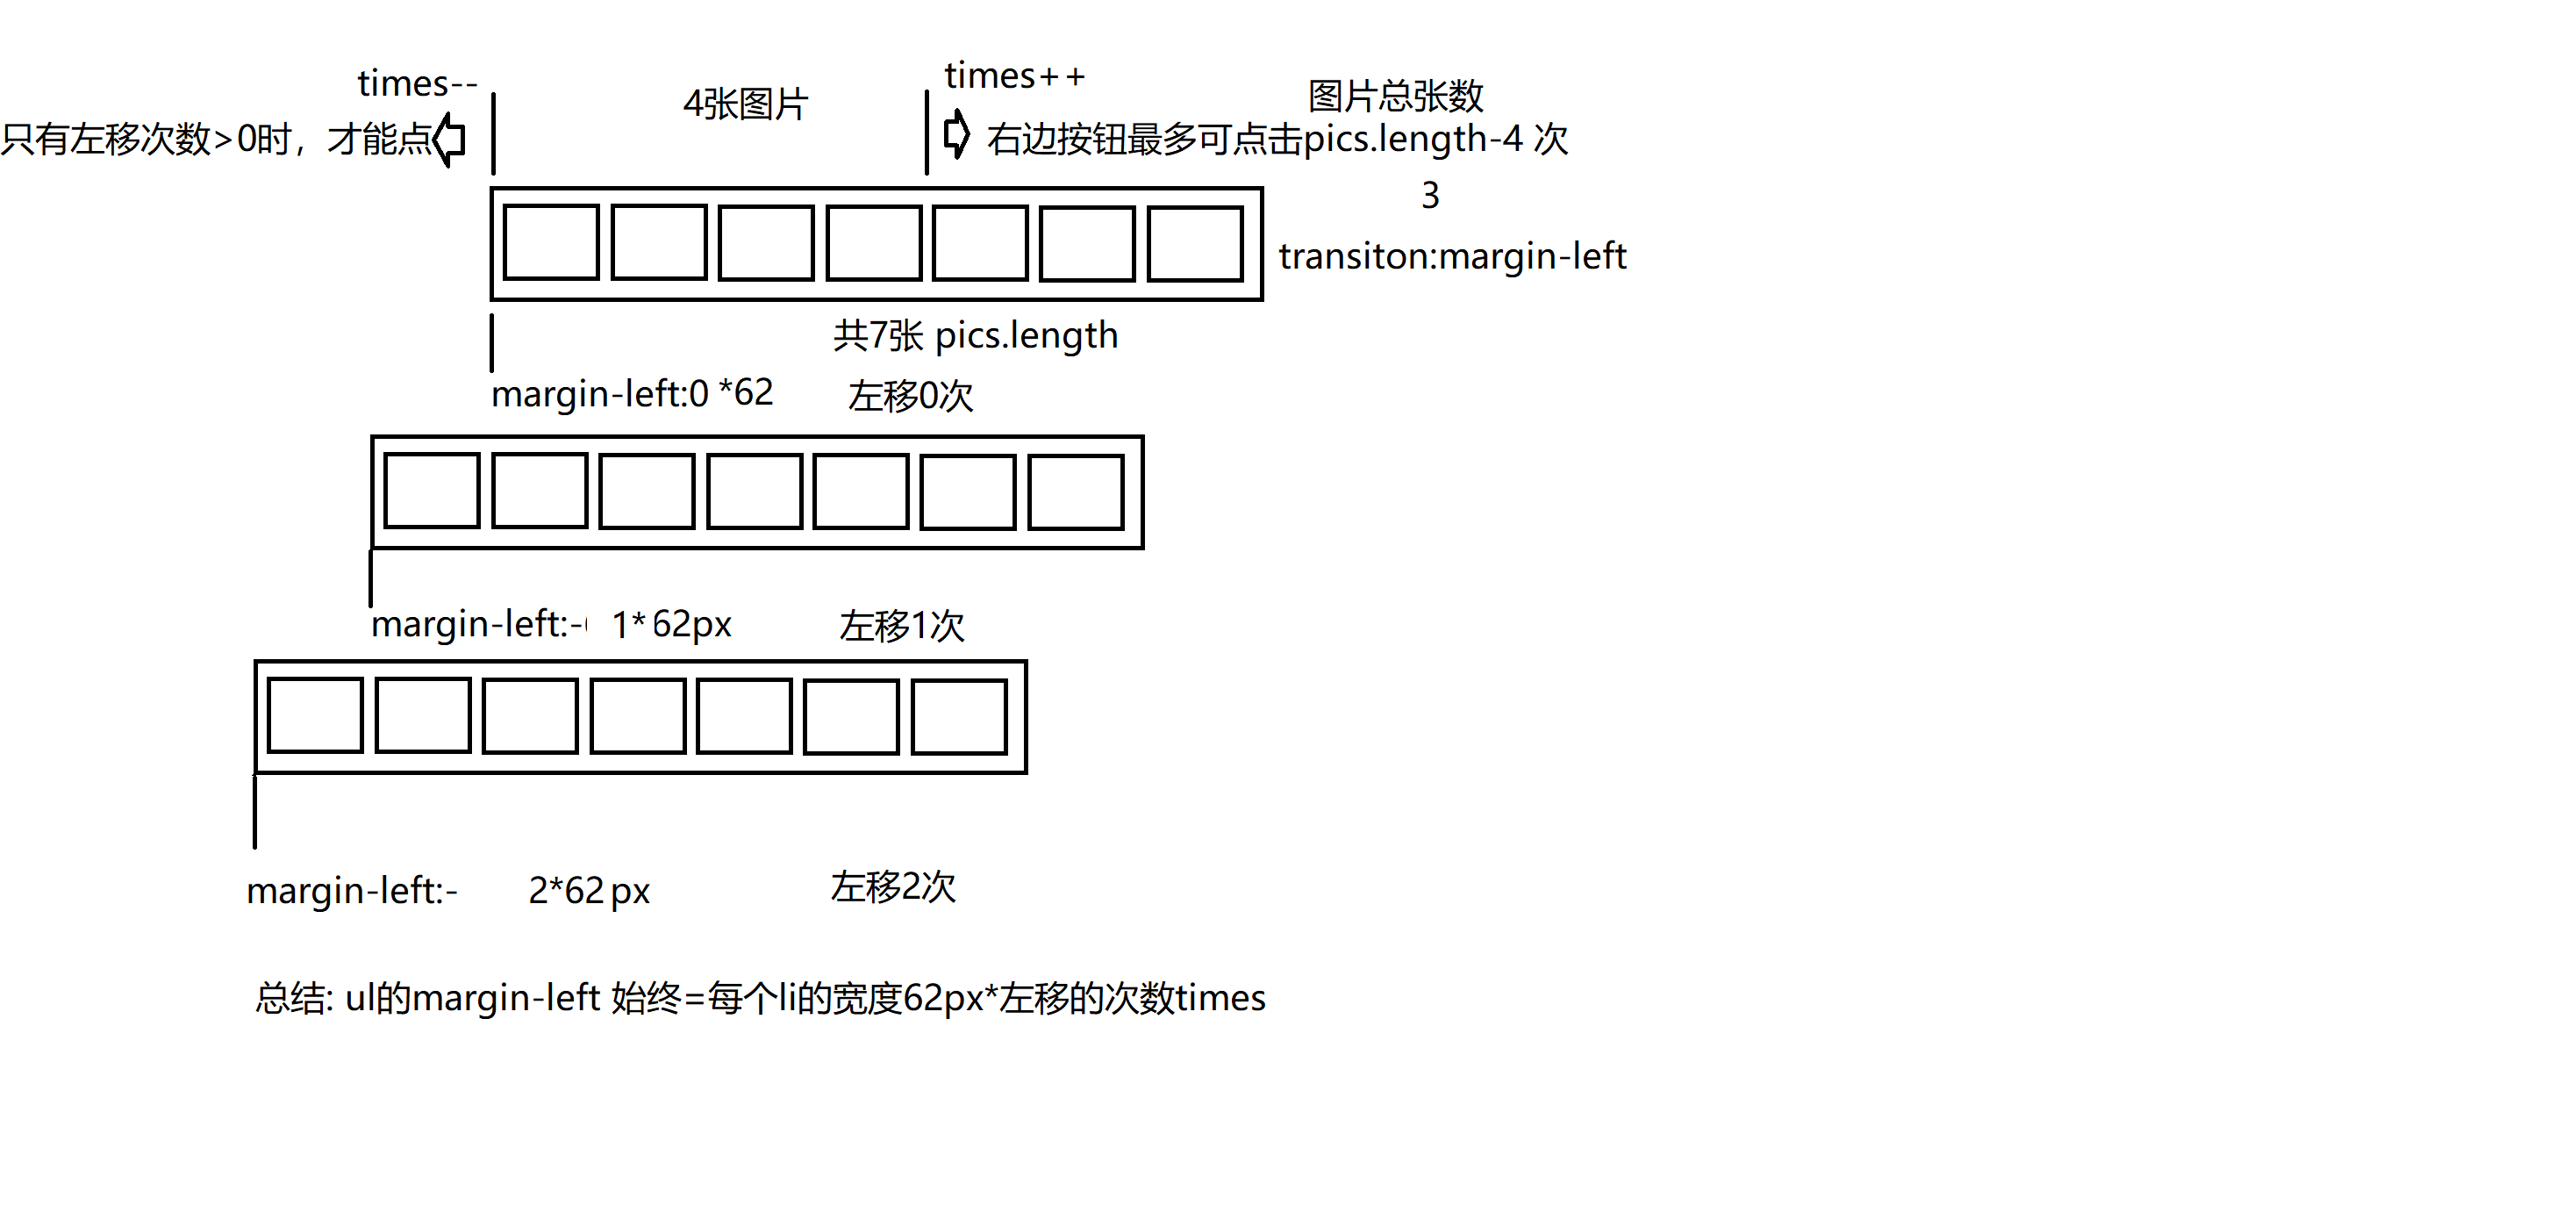 times--
4张图片
times++
图片总张数
只有左移次数>0时，才能点
右边按钮最多可点击pics.length-4 次
3
transiton:margin-left
共7张 pics.length
margin-left:0 *62
左移0次
margin-left:- 1* 62px
左移1次
margin-left:- 2*62 px
左移2次
总结: ul的margin-left 始终=每个li的宽度62px*左移的次数times